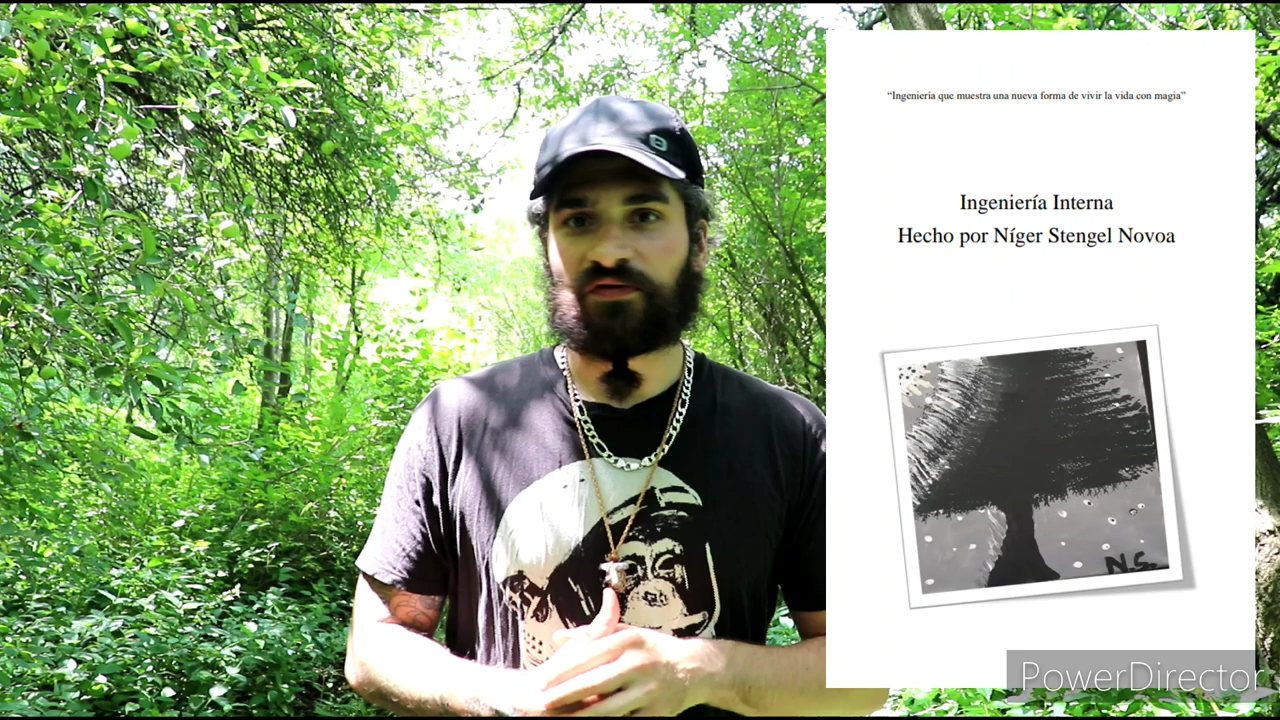 “Ingeniería que muestra una nueva forma de vivir la vida con magia”
Ingeniería Interna
Hecho por Níger Stengel Novoa
N.S.
PowerDirector